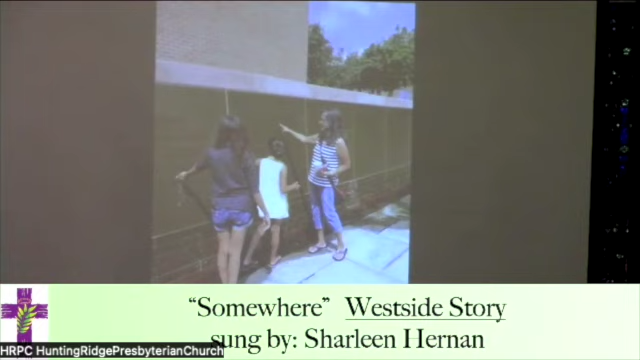 “Somewhere” Westside Story
sung by: Sharleen Hernan
HRPC HuntingRidgePresbyterianChurch